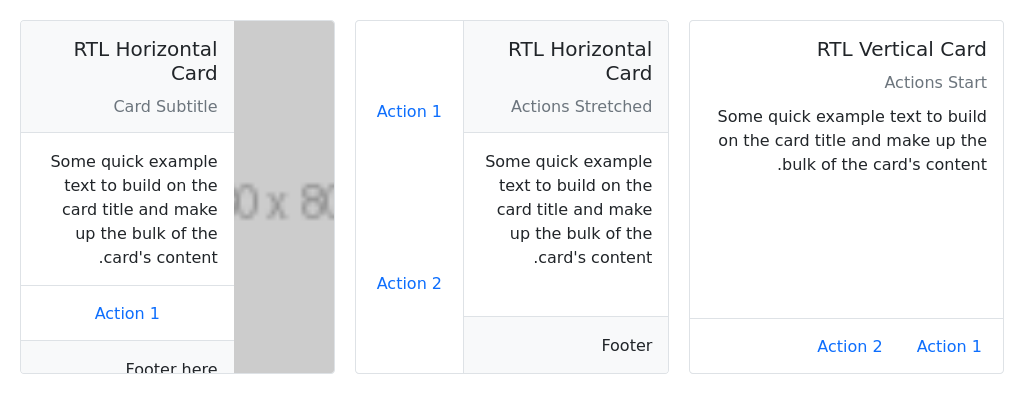 RTL Horizontal
Card
Card Subtitle
Some quick example
text to build on the
card title and make
up the bulk of the
.card's content
Action 1
Footer here
0 x 80
Action 1
Action 2
RTL Horizontal
Card
Actions Stretched
Some quick example
text to build on the
card title and make
up the bulk of the
.card's content
Footer
RTL Vertical Card
Actions Start
Some quick example text to build
on the card title and make up the
.bulk of the card's content
Action 2 Action 1